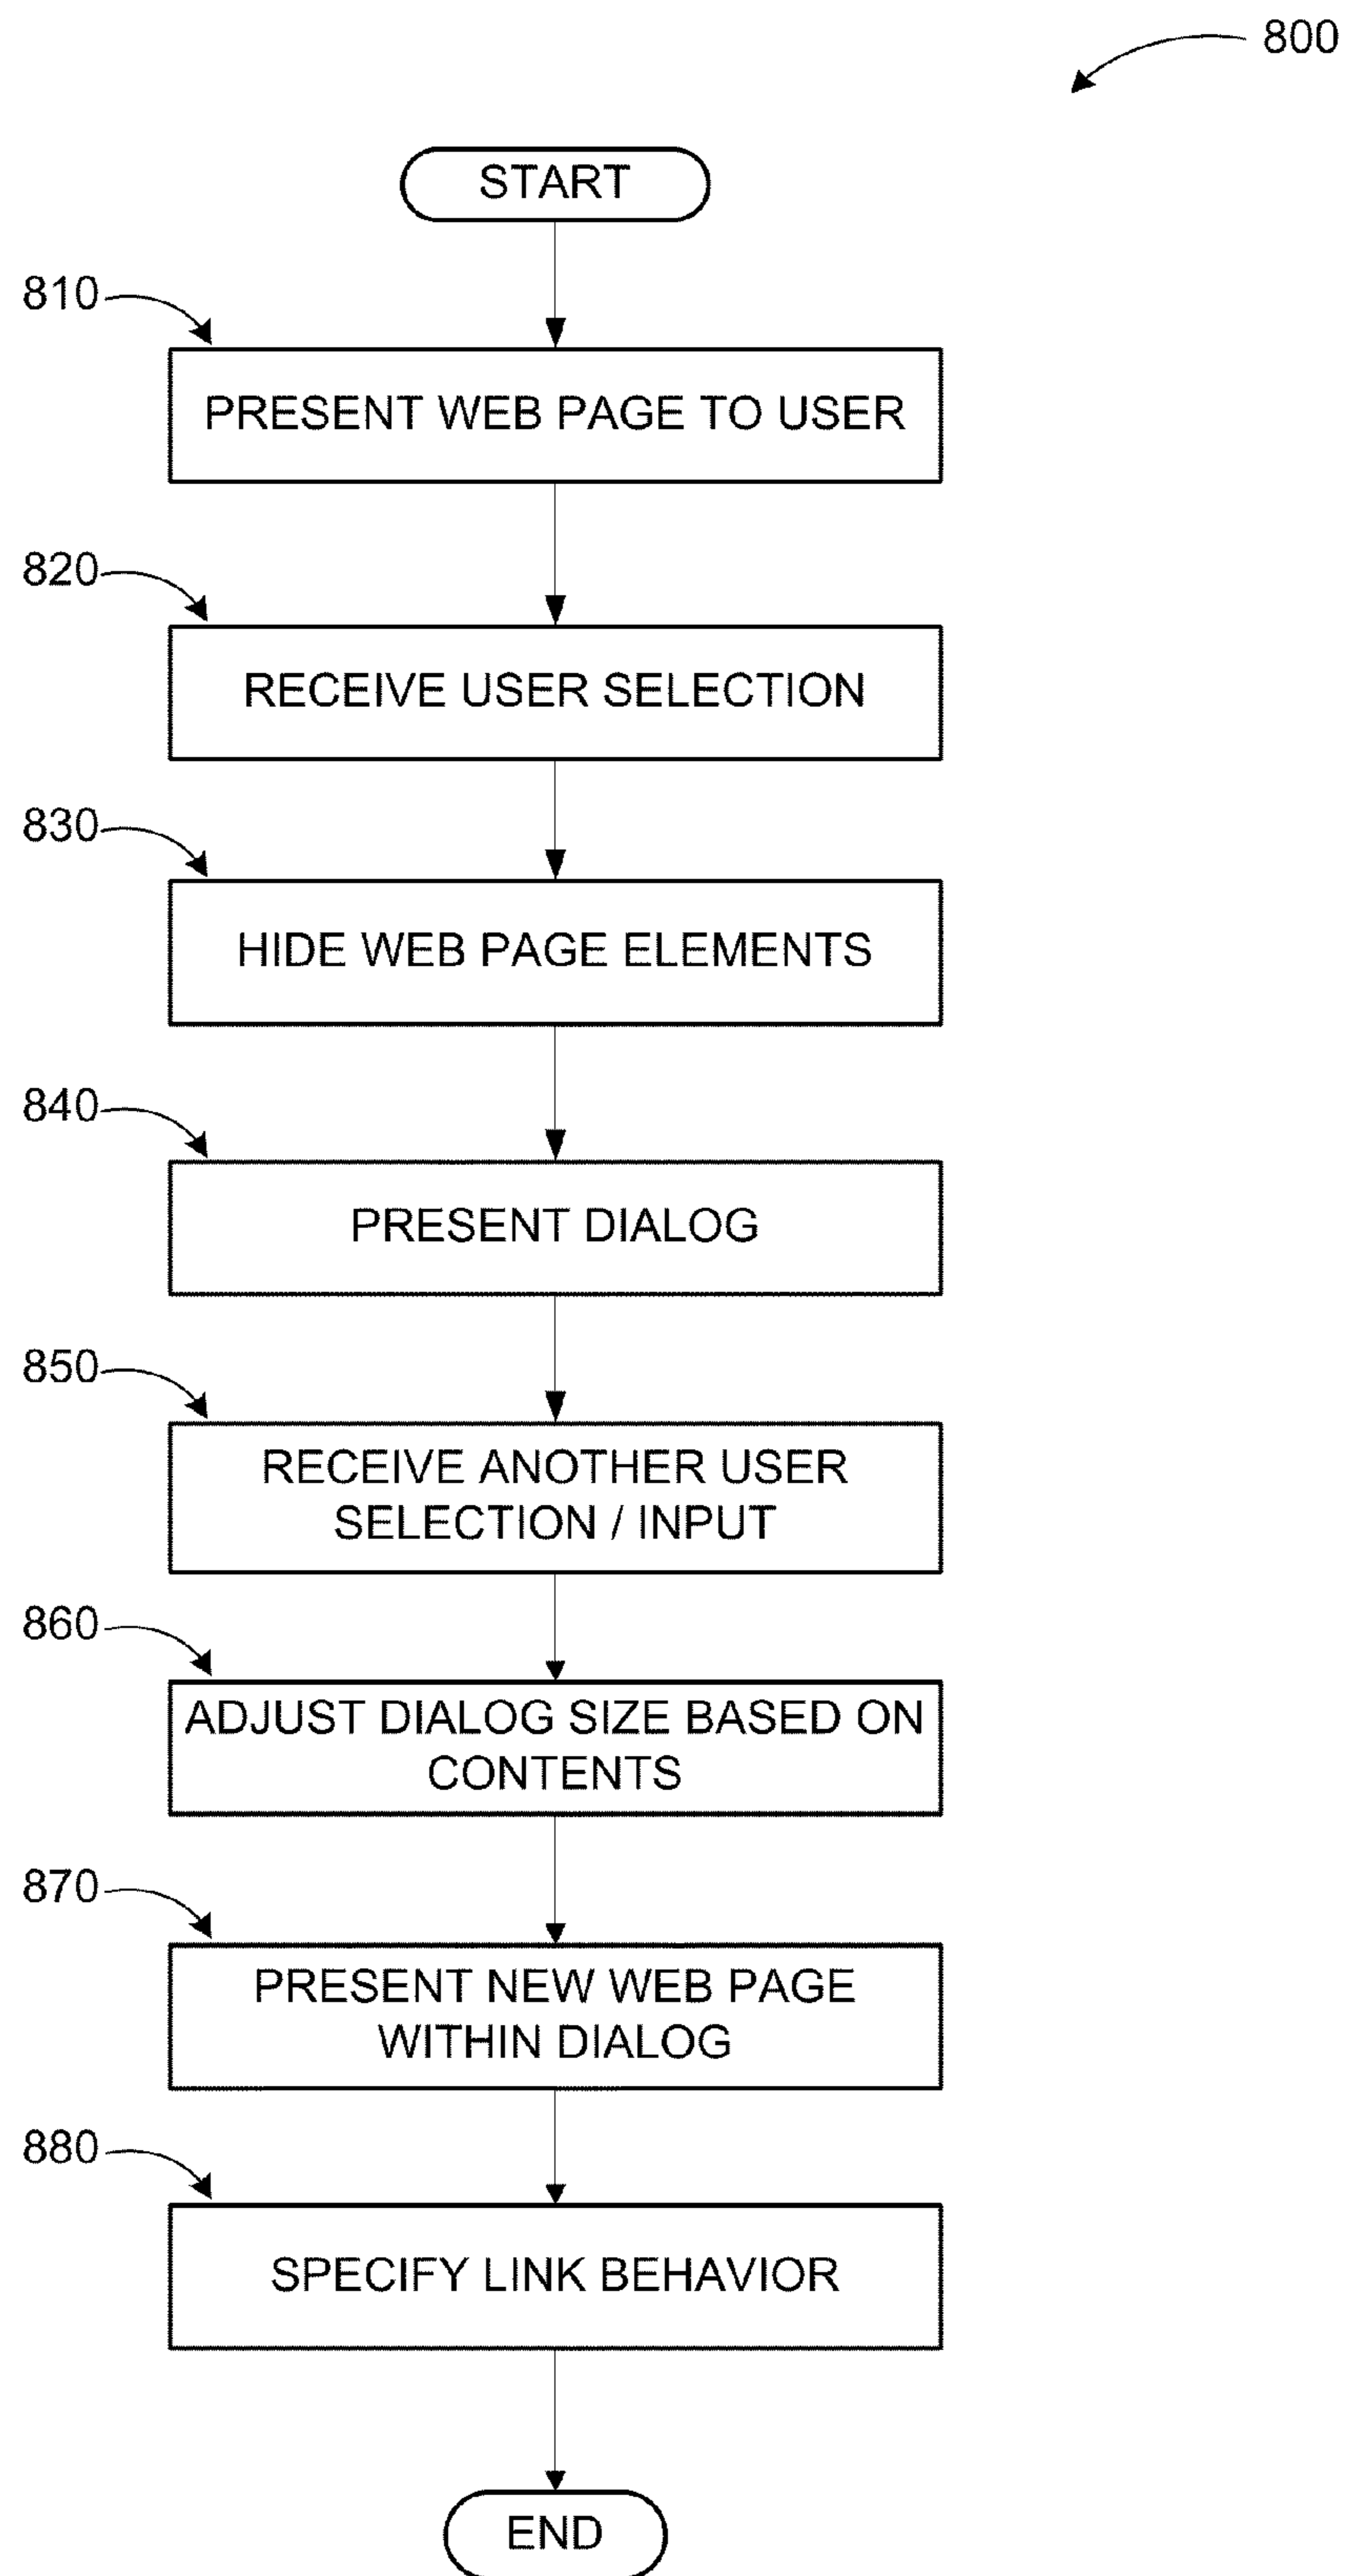 800
START
810
PRESENT WEB PAGE TO USER
820
RECEIVE USER SELECTION
830
HIDE WEB PAGE ELEMENTS
840
PRESENT DIALOG
850
RECEIVE ANOTHER USER
SELECTION / INPUT
860
ADJUST DIALOG SIZE BASED ON
CONTENTS
870
PRESENT NEW WEB PAGE
WITHIN DIALOG
880
SPECIFY LINK BEHAVIOR
END